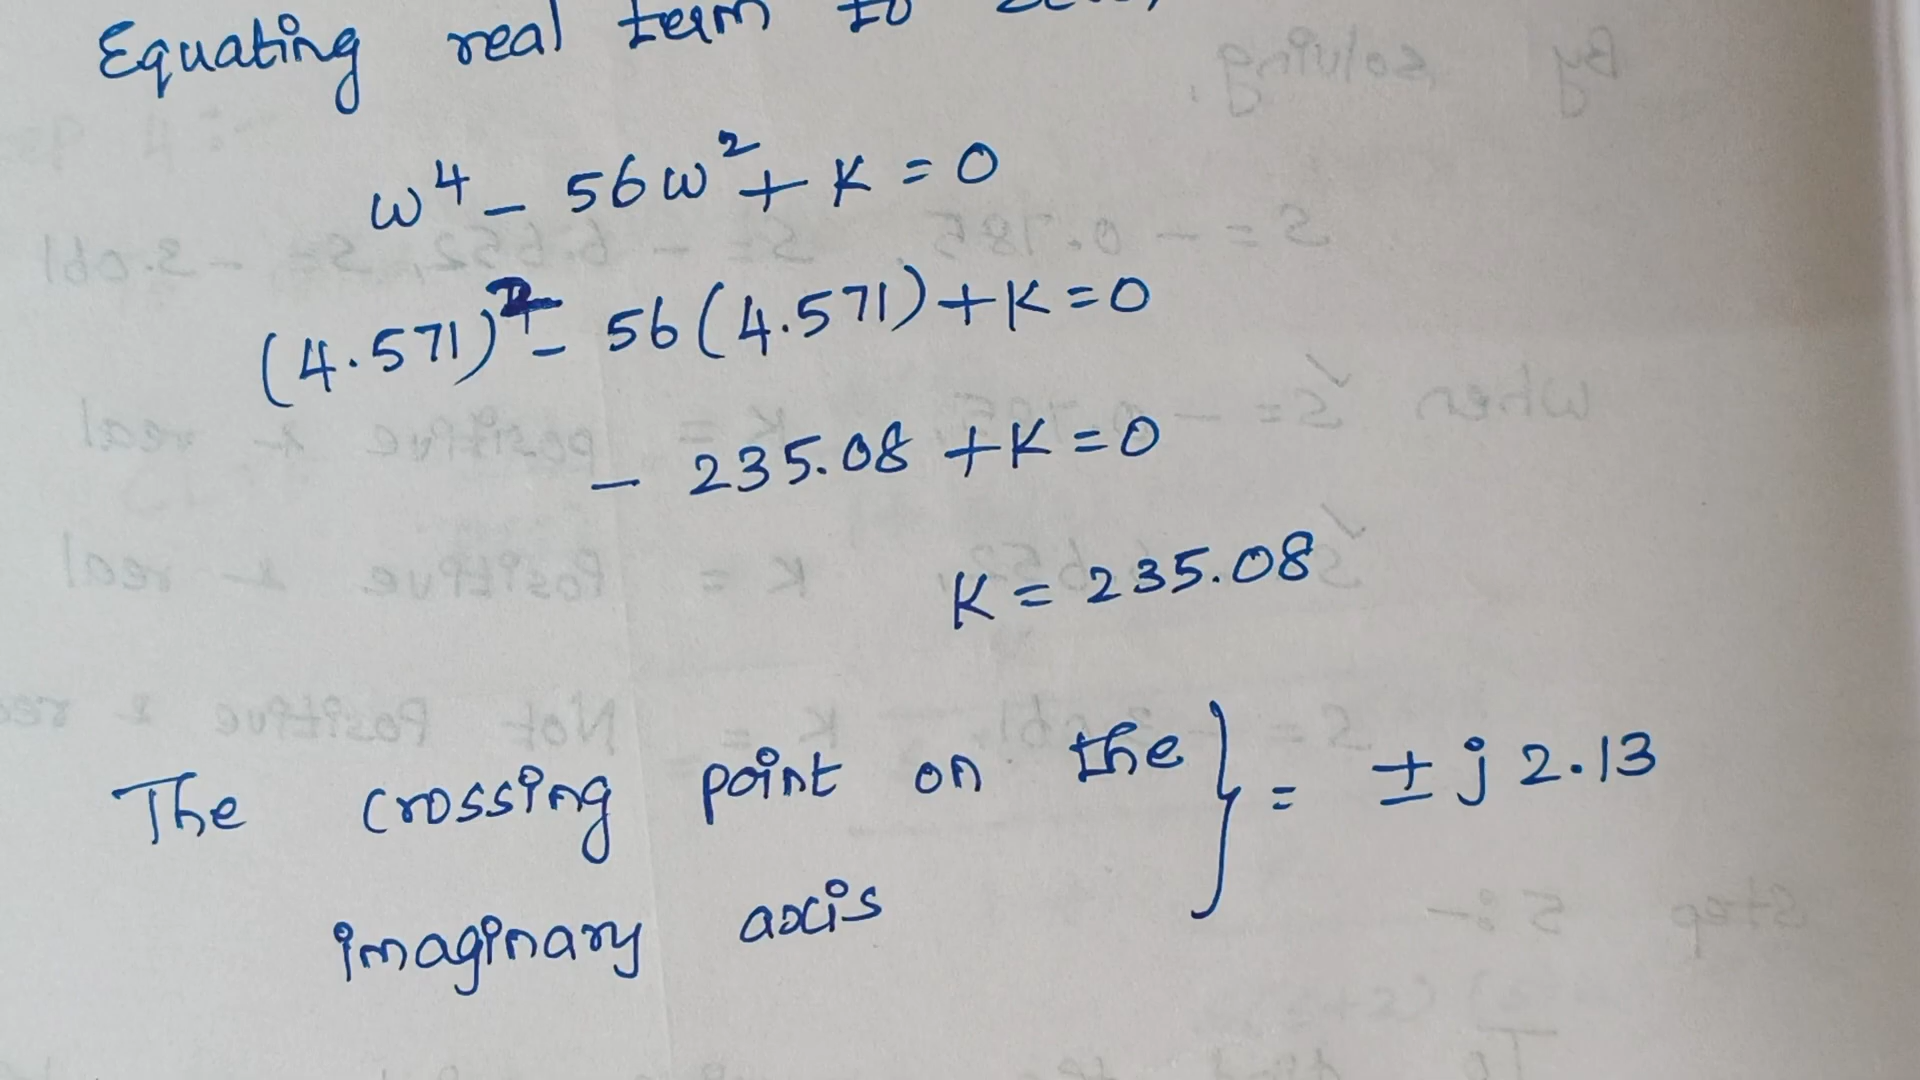 Equating real term to
ω⁴ - 56ω² + K = 0
(4.571)² - 56(4.571) + K = 0
- 235.08 + K = 0
K = 235.08
The crossing point on the } = ± j 2.13
imaginary axis